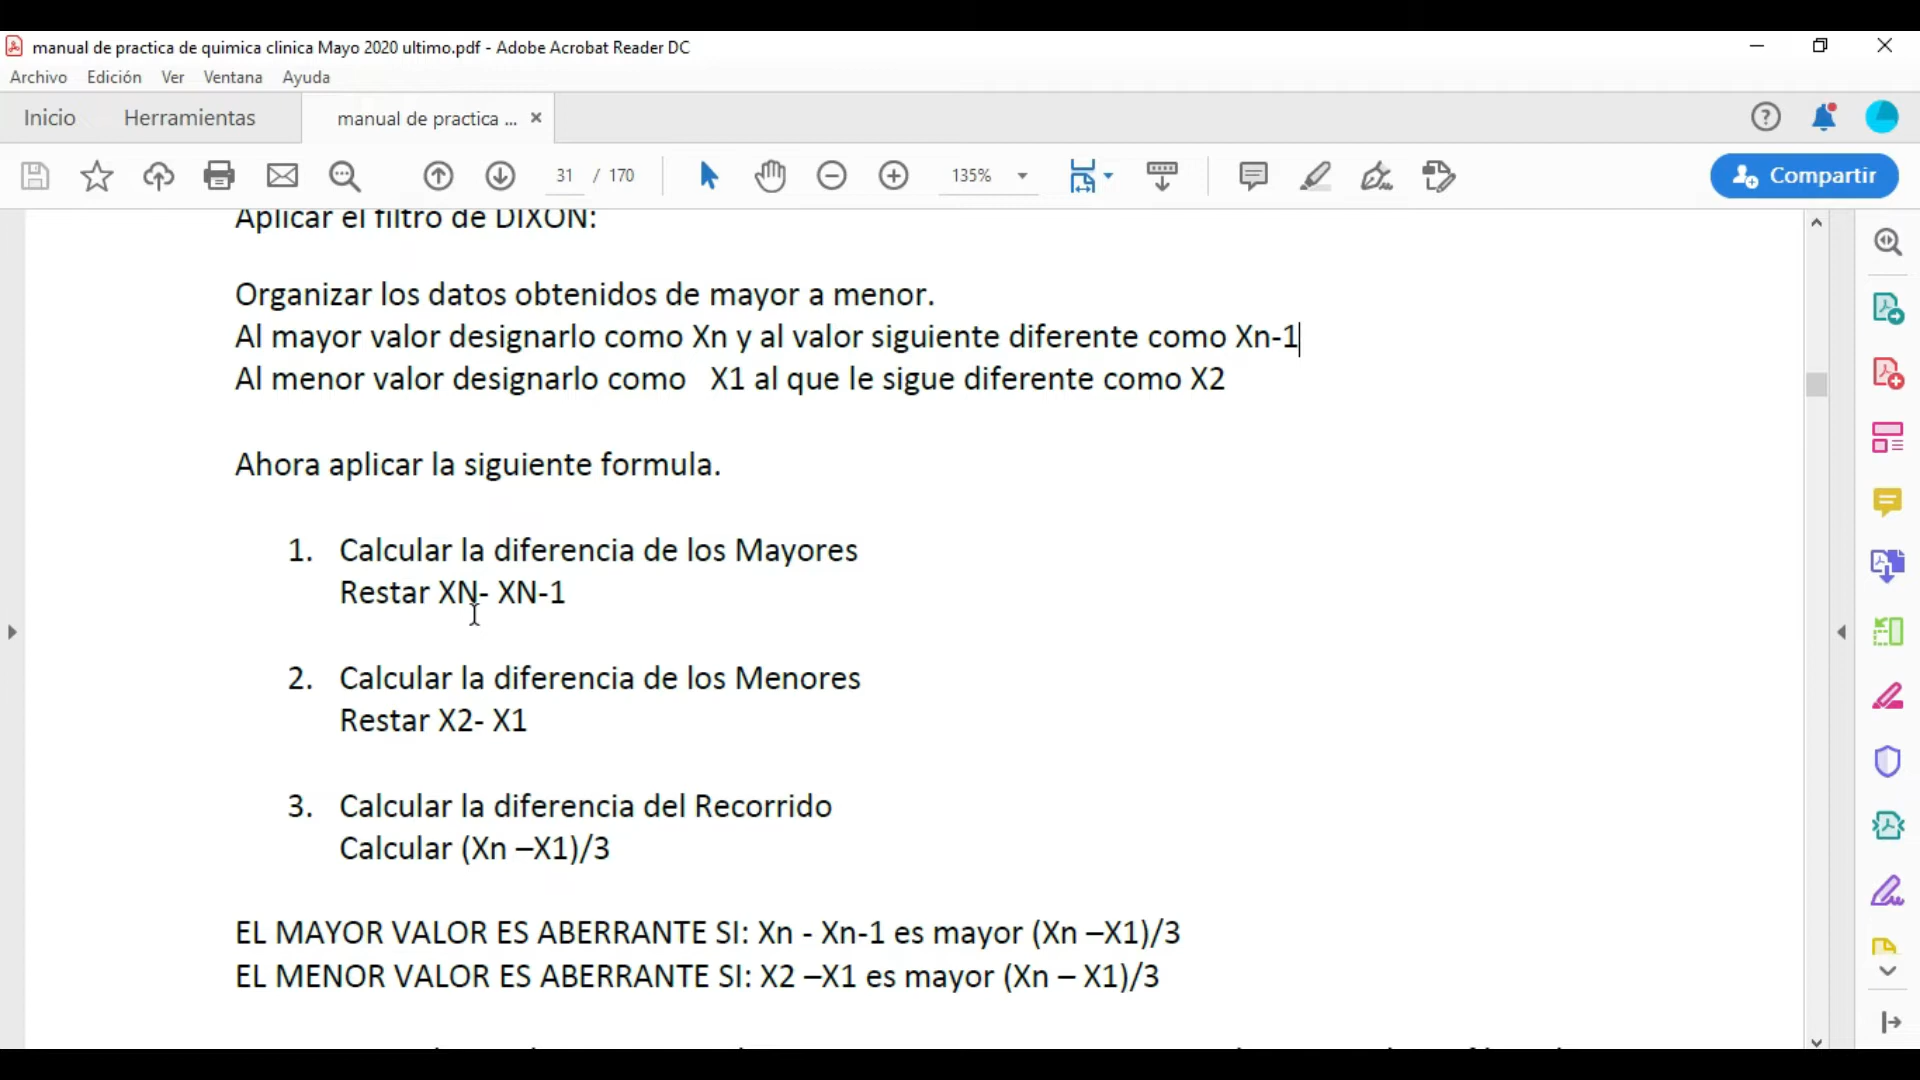 manual de practica de quimica clinica Mayo 2020 ultimo.pdf - Adobe Acrobat Reader DC
Archivo Edición Ver Ventana Ayuda
Inicio Herramientas manual de practica ...
31 / 170 135% Compartir
Aplicar el filtro de DIXON:
Organizar los datos obtenidos de mayor a menor.
Al mayor valor designarlo como Xn y al valor siguiente diferente como Xn-1
Al menor valor designarlo como X1 al que le sigue diferente como X2
Ahora aplicar la siguiente formula.
1. Calcular la diferencia de los Mayores
Restar XN- XN-1
2. Calcular la diferencia de los Menores
Restar X2- X1
3. Calcular la diferencia del Recorrido
Calcular (Xn –X1)/3
EL MAYOR VALOR ES ABERRANTE SI: Xn - Xn-1 es mayor (Xn –X1)/3
EL MENOR VALOR ES ABERRANTE SI: X2 –X1 es mayor (Xn – X1)/3